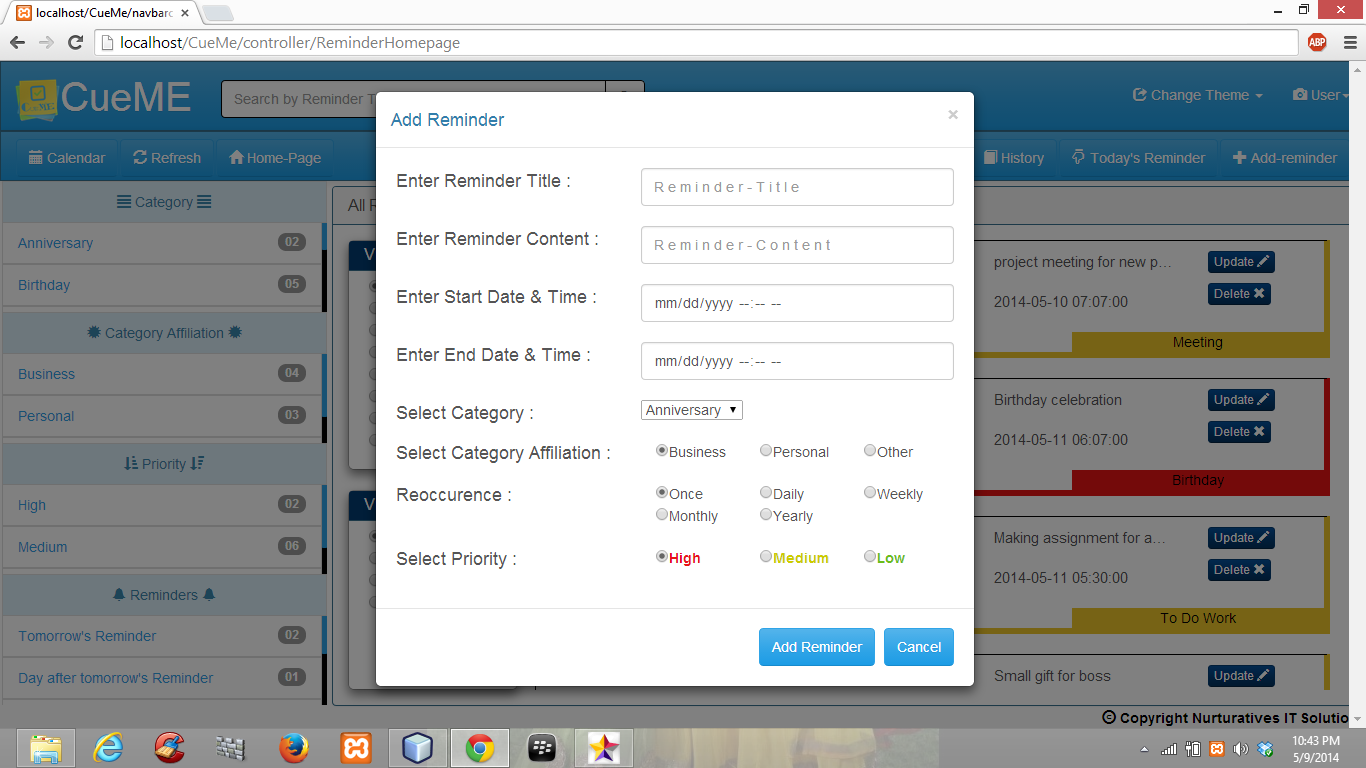 localhost/CueMe/navbarc
localhost/CueMe/controller/ReminderHomepage
ABP
CueME
Search by Reminder T
Change Theme
User
Calendar
Refresh
Home-Page
History
Today's Reminder
Add-reminder
Category
Anniversary 02
Birthday 05
Category Affiliation
Business 04
Personal 03
Priority
High 02
Medium 06
Reminders
Tomorrow's Reminder 02
Day after tomorrow's Reminder 01
All R
V
V
Add Reminder ×
Enter Reminder Title : Reminder-Title
Enter Reminder Content : Reminder-Content
Enter Start Date & Time : mm/dd/yyyy --:-- --
Enter End Date & Time : mm/dd/yyyy --:-- --
Select Category : Anniversary
Select Category Affiliation : Business Personal Other
Reoccurence : Once Daily Weekly
Monthly Yearly
Select Priority : High Medium Low
Add Reminder Cancel
project meeting for new p... Update
2014-05-10 07:07:00 Delete
Meeting
Birthday celebration Update
2014-05-11 06:07:00 Delete
Birthday
Making assignment for a... Update
2014-05-11 05:30:00 Delete
To Do Work
Small gift for boss Update
© Copyright Nurturatives IT Solutio
10:43 PM
5/9/2014